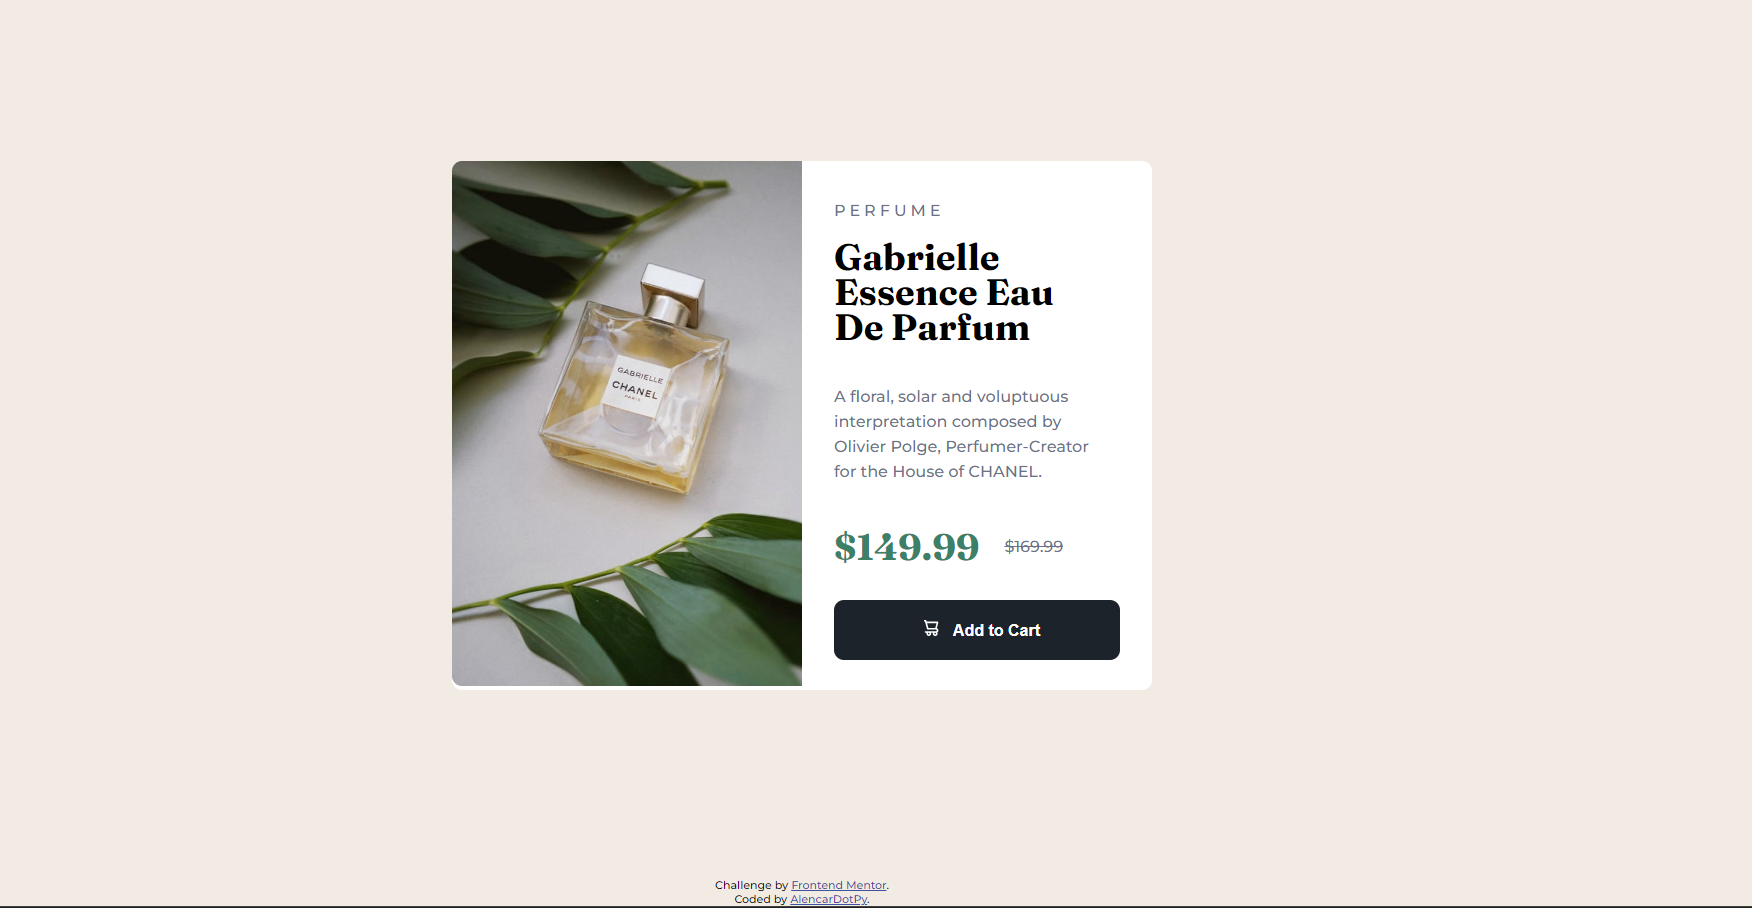 PERFUME
Gabrielle
Essence Eau
De Parfum
A floral, solar and voluptuous
interpretation composed by
Olivier Polge, Perfumer-Creator
for the House of CHANEL.
$149.99 $169.99
Add to Cart
GABRIELLE
CHANEL
PARIS
Challenge by Frontend Mentor.
Coded by AlencarDotPy.